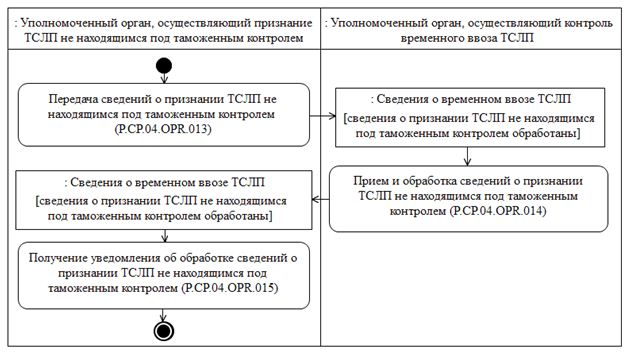 : Уполномоченный орган, осуществляющий признание
ТСЛП не находящимся под таможенным контролем
: Уполномоченный орган, осуществляющий контроль
временного ввоза ТСЛП
Передача сведений о признании ТСЛП не
находящимся под таможенным контролем
(P.CP.04.OPR.013)
: Сведения о временном ввозе ТСЛП
[сведения о признании ТСЛП не находящимся
под таможенным контролем обработаны]
Прием и обработка сведений о признании
ТСЛП не находящимся под таможенным
контролем (P.CP.04.OPR.014)
: Сведения о временном ввозе ТСЛП
[сведения о признании ТСЛП не находящимся
под таможенным контролем обработаны]
Получение уведомления об обработке сведений о
признании ТСЛП не находящимся под
таможенным контролем (P.CP.04.OPR.015)